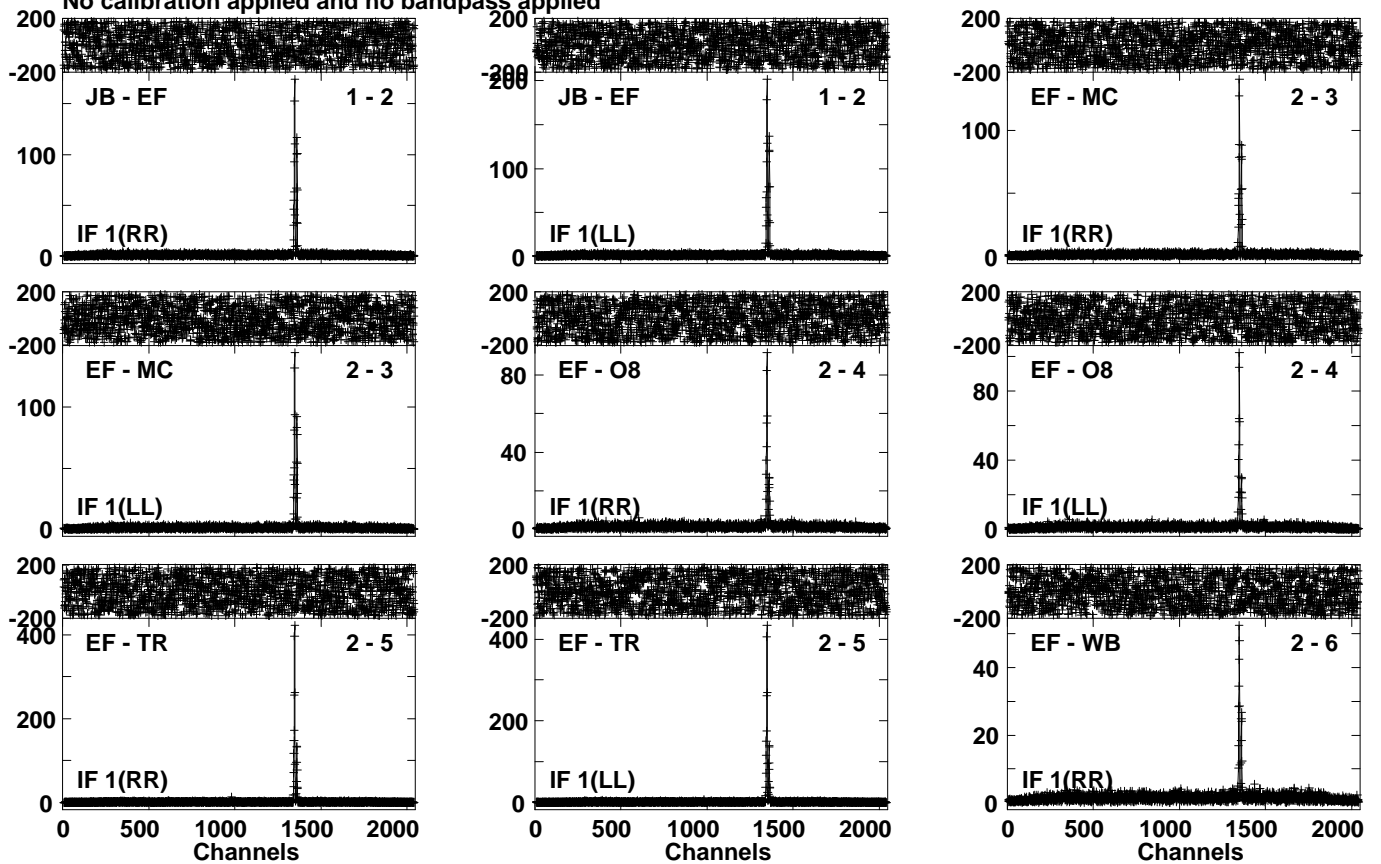 No calibration applied and no bandpass applied
200
-200
JB - EF 1 - 2
100
IF 1(RR)
0
200
-200
200
JB - EF 1 - 2
100
IF 1(LL)
0
200
-200
EF - MC 2 - 3
100
IF 1(RR)
0
200
-200
EF - MC 2 - 3
100
IF 1(LL)
0
200
-200
EF - O8 2 - 4
80
40
IF 1(RR)
0
200
-200
EF - O8 2 - 4
80
40
IF 1(LL)
0
200
-200
400
EF - TR 2 - 5
200
IF 1(RR)
0
0 500 1000 1500 2000
Channels
200
-200
400
EF - TR 2 - 5
200
IF 1(LL)
0
0 500 1000 1500 2000
Channels
200
-200
EF - WB 2 - 6
40
20
IF 1(RR)
0
0 500 1000 1500 2000
Channels